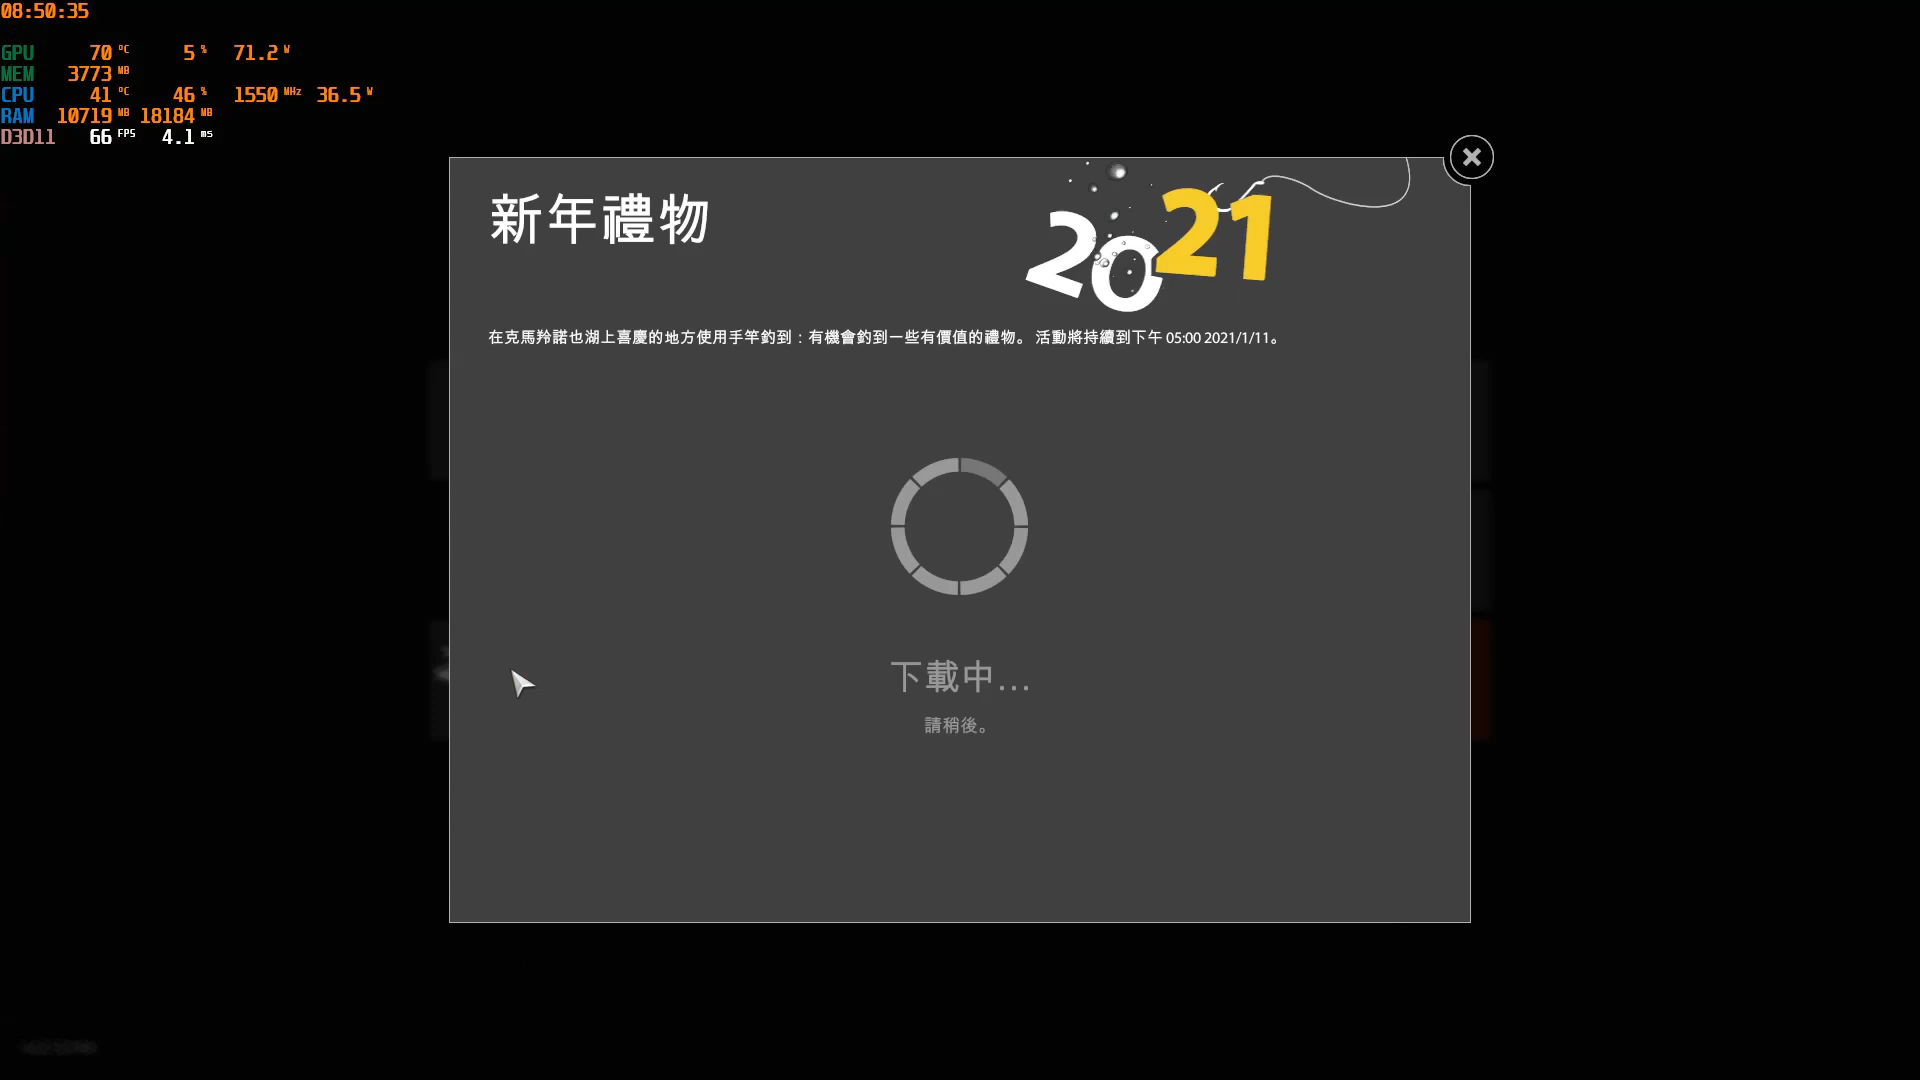 08:50:35
GPU 70 °C 5 % 71.2 W
MEM 3773 MB
CPU 41 °C 46 % 1550 MHz 36.5 W
RAM 10719 MB 18184 MB
D3D11 66 FPS 4.1 ms
新年禮物
2021
在克馬羚諾也湖上喜慶的地方使用手竿釣到：有機會釣到一些有價值的禮物。 活動將持續到下午 05:00 2021/1/11。
下載中...
請稍後。